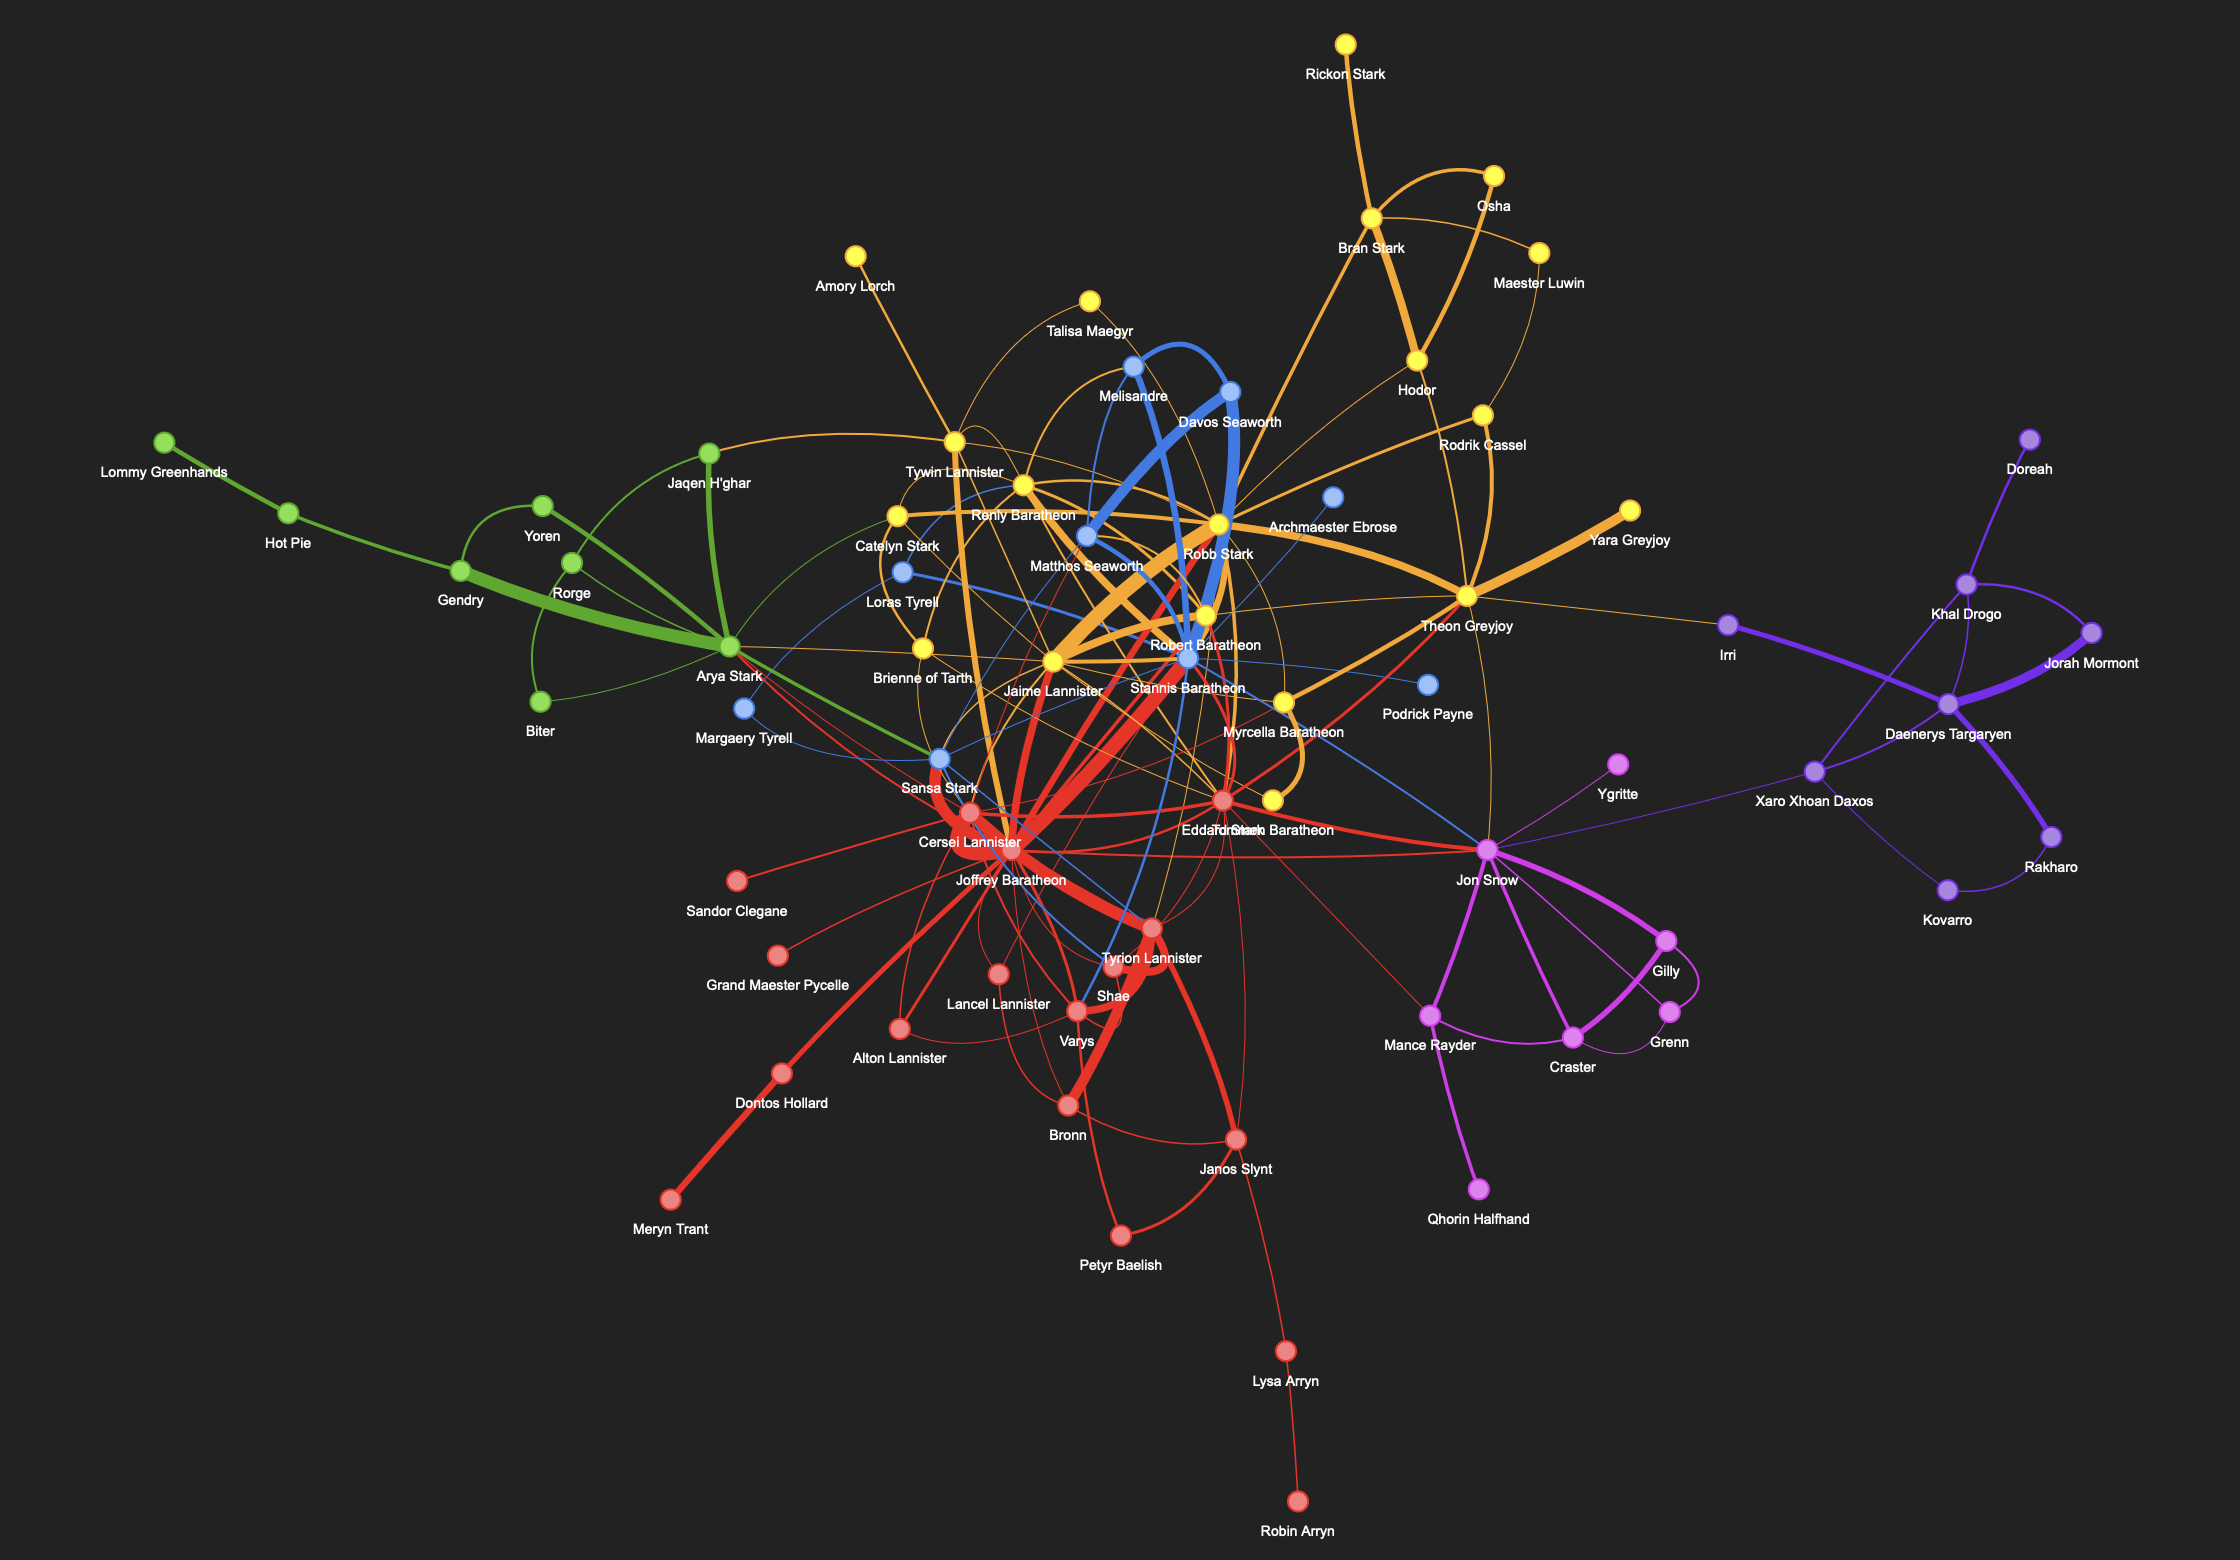 Rickon Stark
Osha
Bran Stark
Maester Luwin
Amory Lorch
Talisa Maegyr
Melisandre
Hodor
Davos Seaworth
Rodrik Cassel
Doreah
Lommy Greenhands
Tywin Lannister
Jaqen H'ghar
Renly Baratheon
Archmaester Ebrose
Yoren
Hot Pie
Yara Greyjoy
Catelyn Stark
Robb Stark
Matthos Seaworth
Rorge
Gendry
Loras Tyrell
Khal Drogo
Theon Greyjoy
Robert Baratheon
Irri
Jorah Mormont
Arya Stark
Brienne of Tarth
Jaime Lannister
Stannis Baratheon
Podrick Payne
Biter
Margaery Tyrell
Myrcella Baratheon
Daenerys Targaryen
Sansa Stark
Ygritte
Xaro Xhoan Daxos
Eddard Stark
Tommen Baratheon
Cersei Lannister
Joffrey Baratheon
Jon Snow
Rakharo
Sandor Clegane
Kovarro
Tyrion Lannister
Gilly
Grand Maester Pycelle
Shae
Lancel Lannister
Varys
Mance Rayder
Grenn
Alton Lannister
Craster
Dontos Hollard
Bronn
Janos Slynt
Qhorin Halfhand
Meryn Trant
Petyr Baelish
Lysa Arryn
Robin Arryn